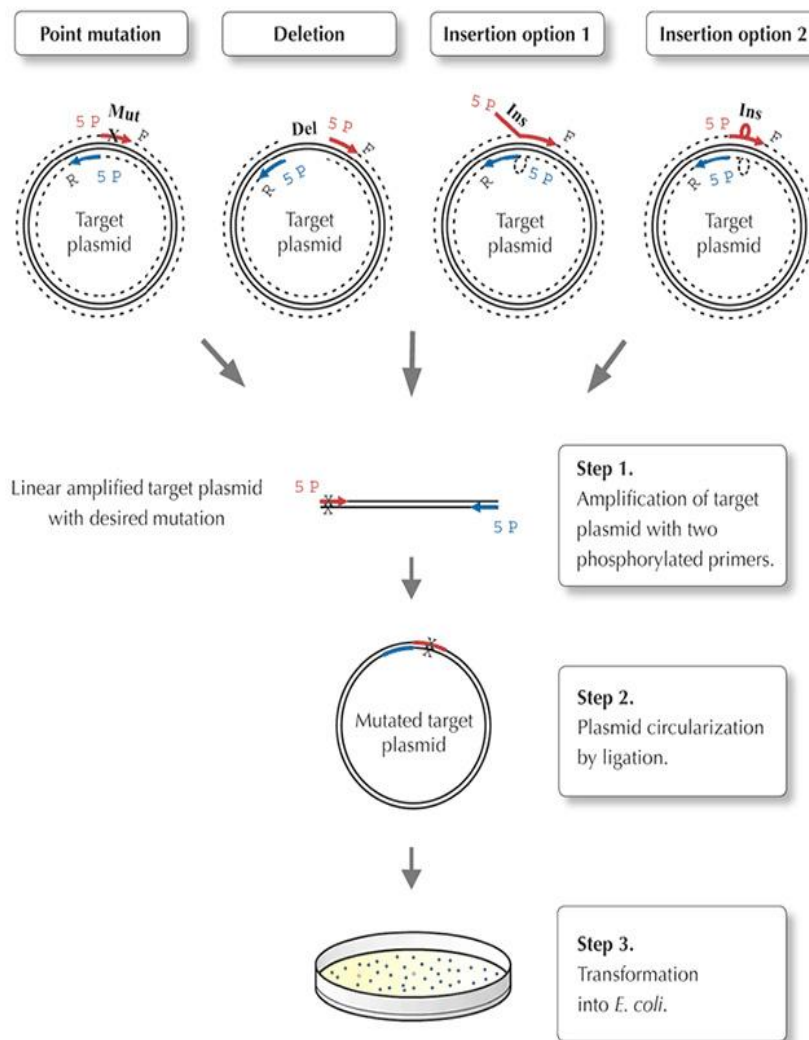 Point mutation
Deletion
Insertion option 1
Insertion option 2
5 P
Mut
X
F
R
5 P
Target
plasmid
Del
5 P
F
R
5 P
Target
plasmid
5 P
Ins
F
R
5 P
Target
plasmid
5 P
Ins
F
R
5 P
Target
plasmid
Linear amplified target plasmid
with desired mutation
5 P
X
X
5 P
Step 1.
Amplification of target
plasmid with two
phosphorylated primers.
X
X
Mutated target
plasmid
Step 2.
Plasmid circularization
by ligation.
Step 3.
Transformation
into E. coli.